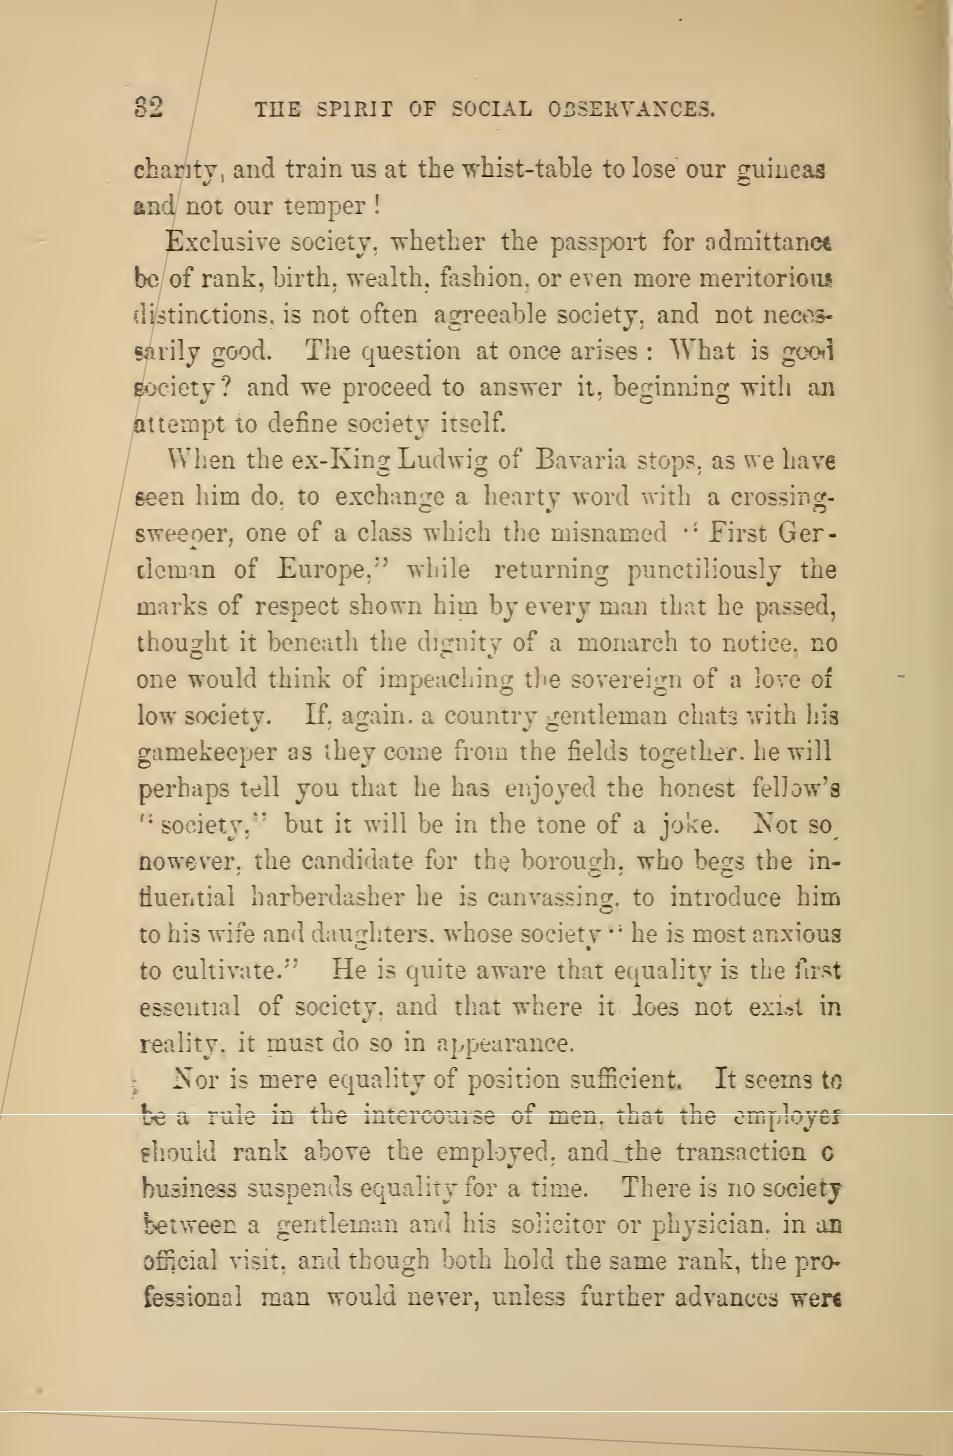 32 THE SPIRIT OF SOCIAL OBSERVANCES.
charity, and train us at the whist-table to lose our guineas
and not our temper!
Exclusive society, whether the passport for admittance
be of rank, birth, wealth, fashion, or even more meritorious
distinctions, is not often agreeable society, and not neces-
sarily good. The question at once arises: What is good
society? and we proceed to answer it, beginning with an
attempt to define society itself.
When the ex-King Ludwig of Bavaria stops, as we have
seen him do, to exchange a hearty word with a crossing-
sweeper, one of a class which the misnamed "First Gen-
tleman of Europe," while returning punctiliously the
marks of respect shown him by every man that he passed,
thought it beneath the dignity of a monarch to notice, no
one would think of impeaching the sovereign of a love of
low society. If, again, a country gentleman chats with his
gamekeeper as they come from the fields together, he will
perhaps tell you that he has enjoyed the honest fellow's
"society," but it will be in the tone of a joke. Not so,
however, the candidate for the borough, who begs the in-
fluential harberdasher he is canvassing, to introduce him
to his wife and daughters, whose society "he is most anxious
to cultivate." He is quite aware that equality is the first
essential of society, and that where it does not exist in
reality, it must do so in appearance.
Nor is mere equality of position sufficient. It seems to
be a rule in the intercourse of men, that the employer
should rank above the employed, and the transaction o
business suspends equality for a time. There is no society
between a gentleman and his solicitor or physician, in an
official visit, and though both hold the same rank, the pro-
fessional man would never, unless further advances were